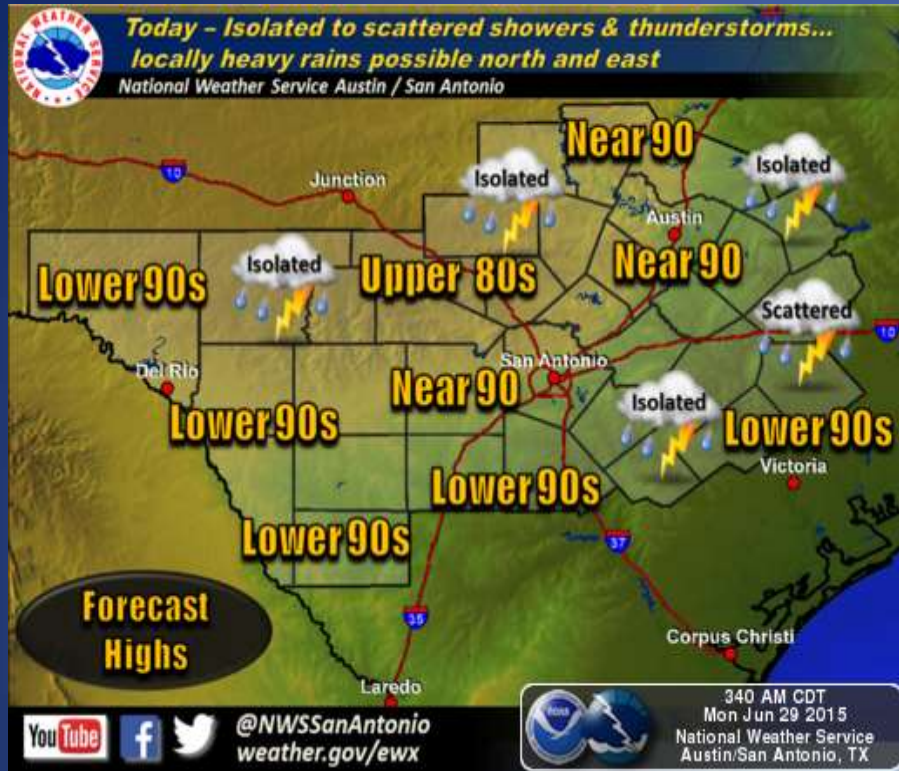 Today – Isolated to scattered showers & thunderstorms...
locally heavy rains possible north and east
National Weather Service Austin / San Antonio
NATIONAL WEATHER SERVICE
Near 90
Isolated
Isolated
10
Junction
Austin
Isolated
Lower 90s
Upper 80s
Near 90
Scattered
10
San Antonio
Del Rio
Near 90
Isolated
Lower 90s
Lower 90s
Victoria
Lower 90s
Lower 90s
37
Forecast
Highs
35
Corpus Christi
Laredo
YouTube
@NWSSanAntonio
weather.gov/ewx
NOAA
340 AM CDT
Mon Jun 29 2015
National Weather Service
Austin/San Antonio, TX